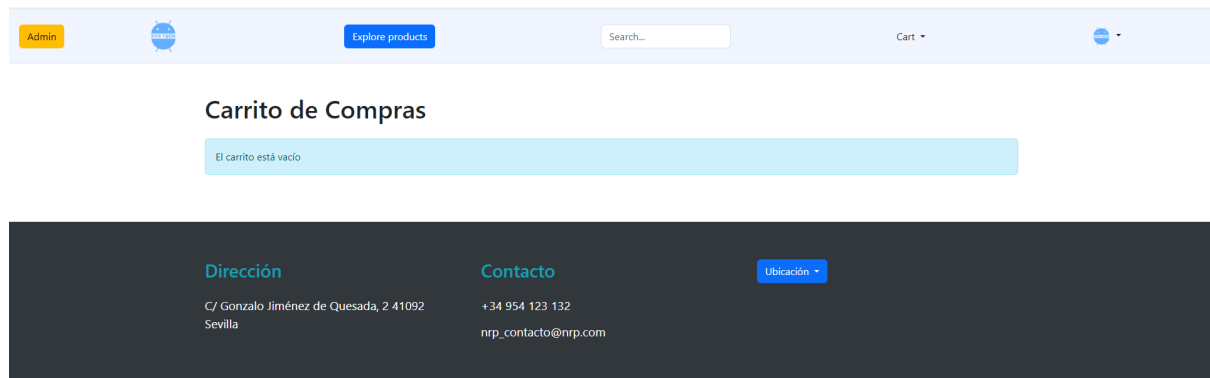 Admin
Explore products
Search...
Cart
Carrito de Compras
El carrito está vacío
Dirección
C/ Gonzalo Jiménez de Quesada, 2 41092
Sevilla
Contacto
+34 954 123 132
nrp_contacto@nrp.com
Ubicación